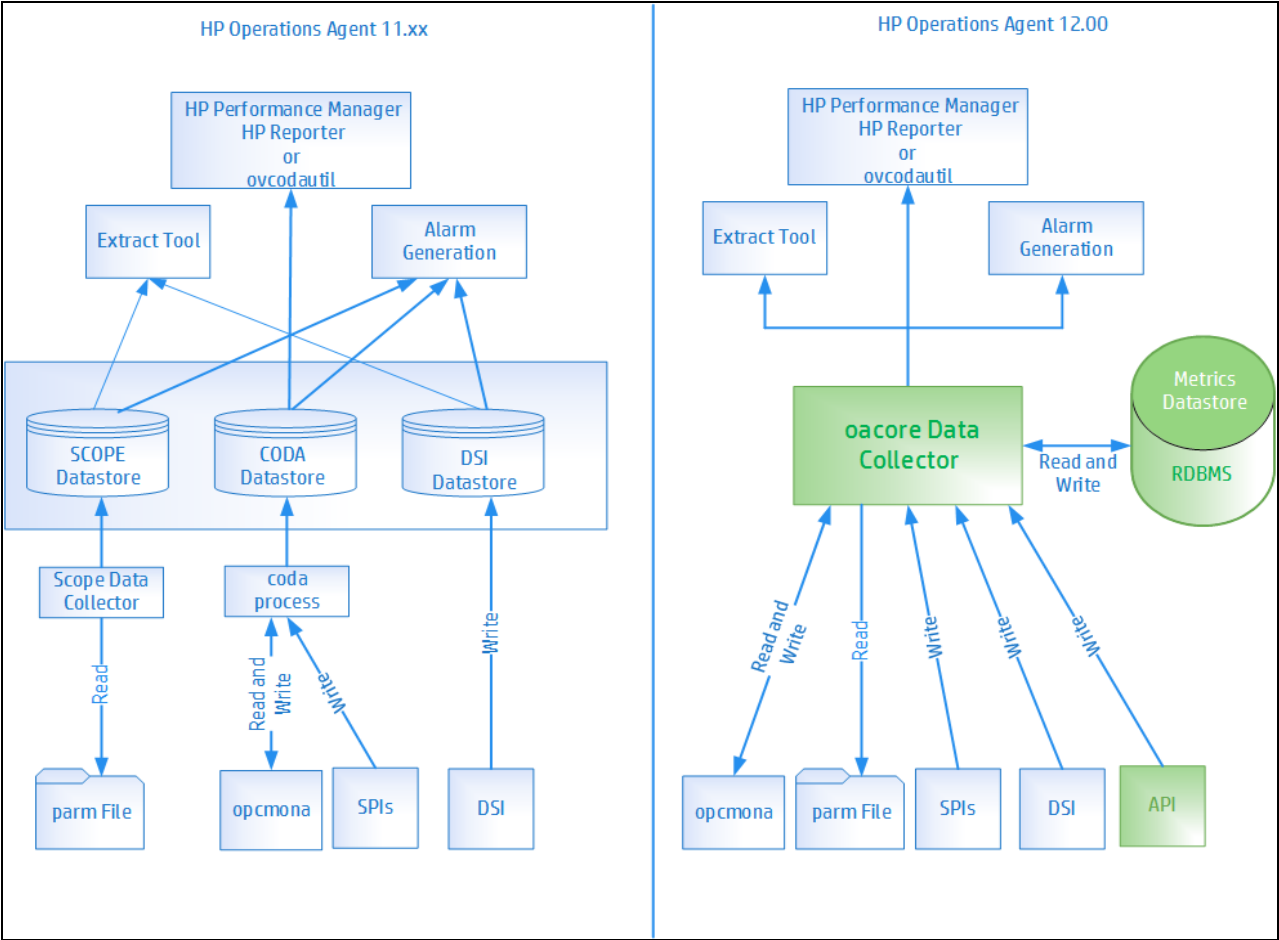 HP Operations Agent 11.xx
HP Performance Manager
HP Reporter
or
ovcodautil
Extract Tool
Alarm
Generation
SCOPE
Datastore
CODA
Datastore
DSI
Datastore
Scope Data
Collector
coda
process
Read
Read and
Write
Write
Write
parm File
opcmona
SPIs
DSI
HP Operations Agent 12.00
HP Performance Manager
HP Reporter
or
ovcodautil
Extract Tool
Alarm
Generation
oacore Data
Collector
Read and
Write
Metrics
Datastore
RDBMS
Read and
Write
Read
Write
Write
Write
opcmona
parm File
SPIs
DSI
API